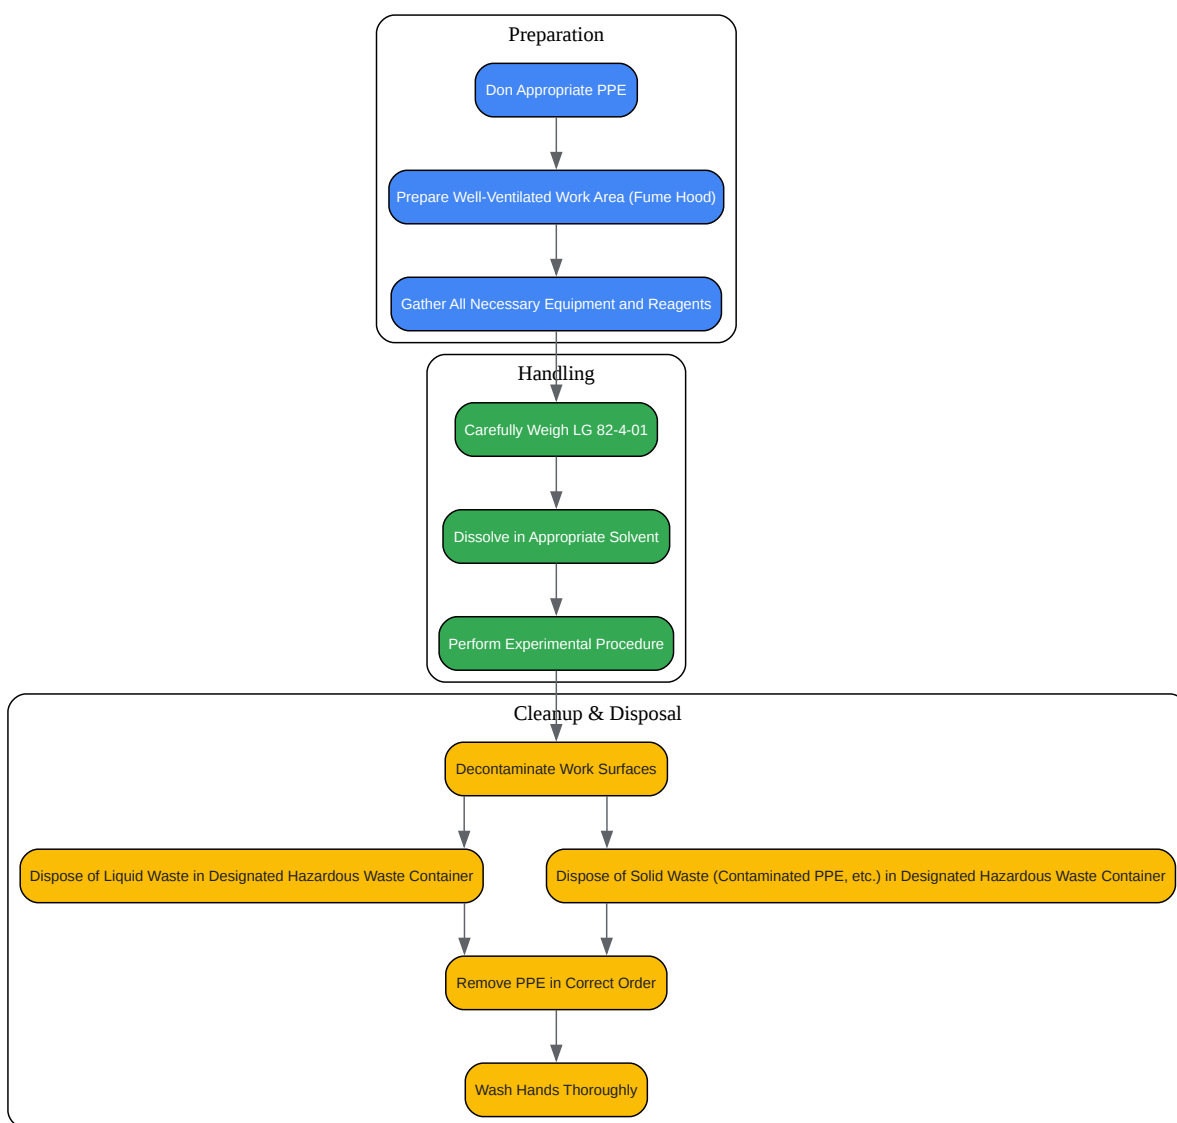 Preparation
Don Appropriate PPE
Prepare Well-Ventilated Work Area (Fume Hood)
Gather All Necessary Equipment and Reagents
Handling
Carefully Weigh LG 82-4-01
Dissolve in Appropriate Solvent
Perform Experimental Procedure
Cleanup & Disposal
Decontaminate Work Surfaces
Dispose of Liquid Waste in Designated Hazardous Waste Container
Dispose of Solid Waste (Contaminated PPE, etc.) in Designated Hazardous Waste Container
Remove PPE in Correct Order
Wash Hands Thoroughly